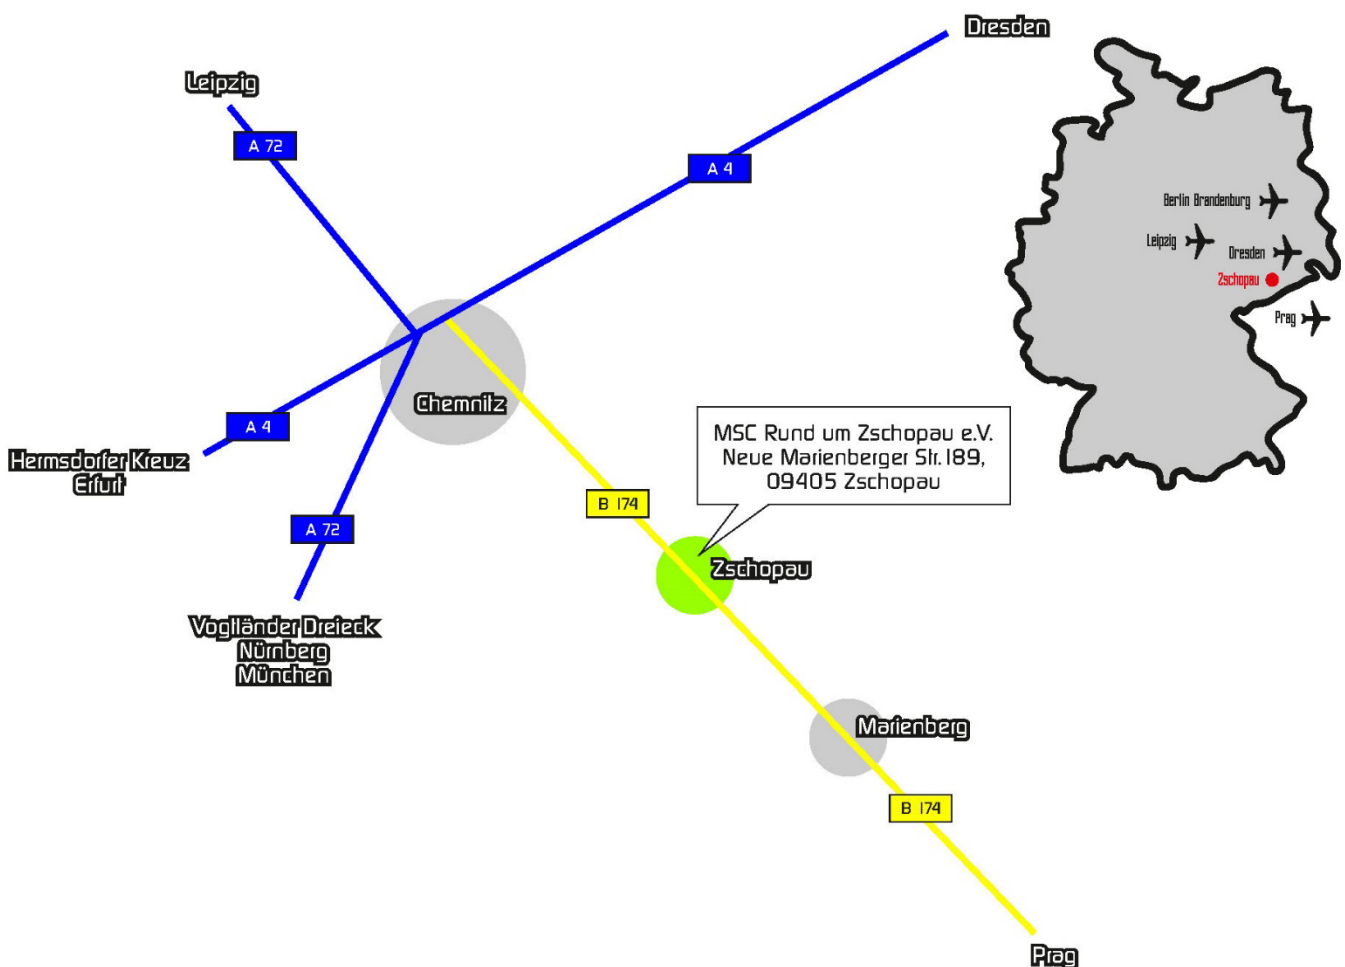 Dresden
Leipzig
A 72
A 4
Berlin Brandenburg
Leipzig
Dresden
Zschopau
Prag
Chemnitz
A 4
Hermsdorfer Kreuz
Erfurt
MSC Rund um Zschopau e.V.
Neue Marienberger Str. 189,
09405 Zschopau
B 174
A 72
Zschopau
Vogtländer Dreieck
Nürnberg
München
Marienberg
B 174
Prag